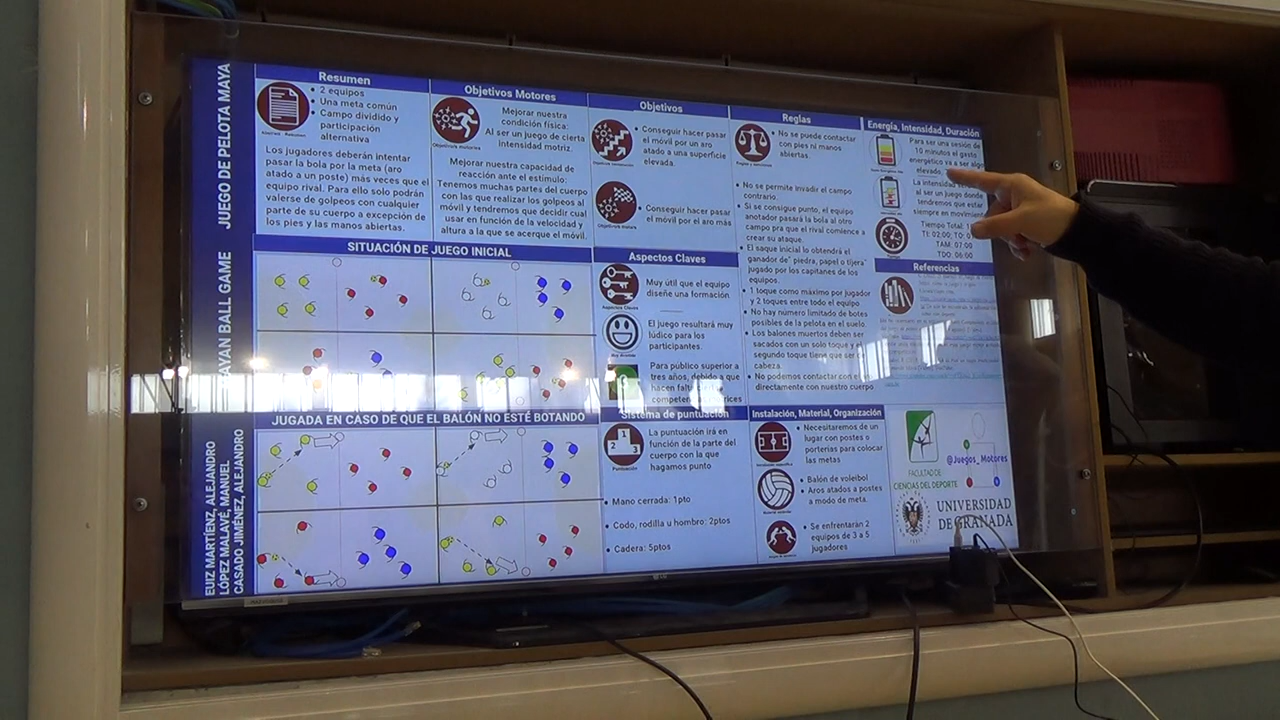 JUEGO DE PELOTA MAYA
MAYAN BALL GAME
EUIZ MARTÍENZ, ALEJANDRO
LÓPEZ MALAVÉ, MANUEL
CASADO JIMÉNEZ, ALEJANDRO
Resumen
• 2 equipos
• Una meta común
• Campo dividido y
participación
alternativa
Los jugadores deberán intentar
pasar la bola por la meta (aro
atado a un poste) más veces que el
equipo rival. Para ello solo podrán
valerse de golpeos con cualquier
parte de su cuerpo a excepción de
los pies y las manos abiertas.
Objetivos Motores
Mejorar nuestra
condición física:
Al ser un juego de cierta
intensidad motriz.
Mejorar nuestra capacidad de
reacción ante el estimulo:
Tenemos muchas partes del cuerpo
con las que realizar los golpeos al
móvil y tendremos que decidir cual
usar en función de la velocidad y
altura a la que se acerque el móvil.
SITUACIÓN DE JUEGO INICIAL
JUGADA EN CASO DE QUE EL BALÓN NO ESTÉ BOTANDO
Objetivos
• Conseguir hacer pasar
el móvil por un aro
atado a una superficie
elevada.
• Conseguir hacer pasar
el móvil por el aro más
Aspectos Claves
Muy útil que el equipo
diseñe una formación.
El juego resultará muy
lúdico para los
participantes.
Para público superior a
tres años, debido a que
hacen
Sistema de puntuación
1
2
3
Puntuación
La puntuación irá en
función de la parte del
cuerpo con la que
hagamos punto
• Mano cerrada: 1pto
• Codo, rodilla u hombro: 2ptos
• Cadera: 5ptos
Reglas
• No se puede contactar
con pies ni manos
abiertas.
• No se permite invadir el campo
contrario.
• Si se consigue punto, el equipo
anotador pasará la bola al otro
campo pra que el rival comience a
crear su ataque.
• El saque inicial lo obtendrá el
ganador de" piedra, papel o tijera"
jugado por los capitanes de los
equipos.
• 1 toque como máximo por jugador
y 2 toques entre todo el equipo
• No hay número limitado de botes
posibles de la pelota en el suelo.
• Los balones muertos deben ser
sacados con un solo toque y
segundo toque tiene que ser
cabeza.
• No podemos contactar con
directamente con nuestro cuerpo
Instalación, Material, Organización
• Necesitaremos de un
lugar con postes o
porterias para colocar
las metas
• Balón de voleibol
• Aros atados a postes
a modo de meta.
• Se enfrentarán 2
equipos de 3 a 5
jugadores
Energía, Intensidad, Duración
Para ser una sesión de
10 minutos el gasto
energético va a ser algo
elevado.
La intensidad
al ser un juego donde
tendremos que estar
siempre en movimiento
Tiempo Total:
TI: 02:00; TO:
TAM: 07:00
TDO: 06:00
Referencias
@Juegos_Motores
FACULTAD DE
CIENCIAS DEL DEPORTE
UNIVERSIDAD
DE GRANADA
LG